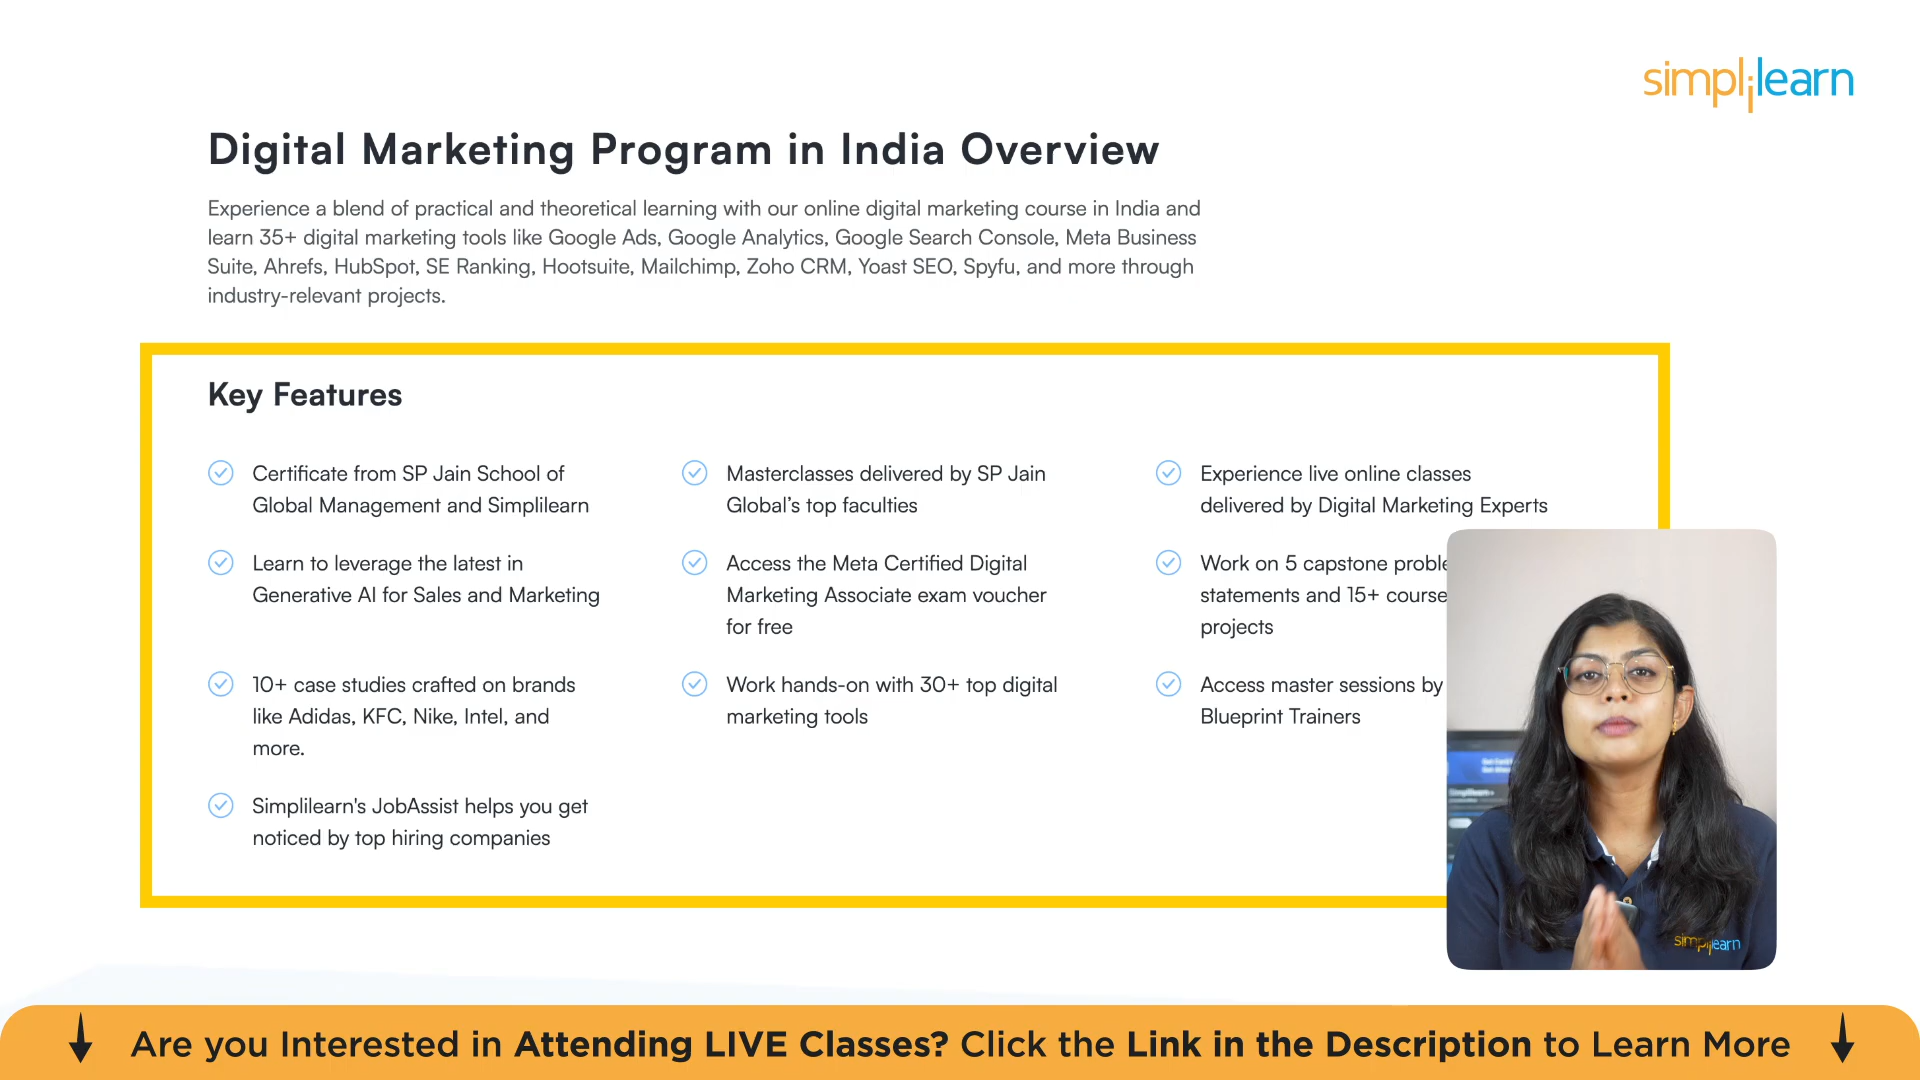 simplilearn
Digital Marketing Program in India Overview
Experience a blend of practical and theoretical learning with our online digital marketing course in India and
learn 35+ digital marketing tools like Google Ads, Google Analytics, Google Search Console, Meta Business
Suite, Ahrefs, HubSpot, SE Ranking, Hootsuite, Mailchimp, Zoho CRM, Yoast SEO, Spyfu, and more through
industry-relevant projects.
Key Features
Certificate from SP Jain School of
Global Management and Simplilearn
Masterclasses delivered by SP Jain
Global’s top faculties
Experience live online classes
delivered by Digital Marketing Experts
Learn to leverage the latest in
Generative AI for Sales and Marketing
Access the Meta Certified Digital
Marketing Associate exam voucher
for free
Work on 5 capstone
statements and 15+ course
projects
10+ case studies crafted on brands
like Adidas, KFC, Nike, Intel, and
more.
Work hands-on with 30+ top digital
marketing tools
Access master sessions by
Blueprint Trainers
Simplilearn's JobAssist helps you get
noticed by top hiring companies
simplilearn
Are you Interested in Attending LIVE Classes? Click the Link in the Description to Learn More